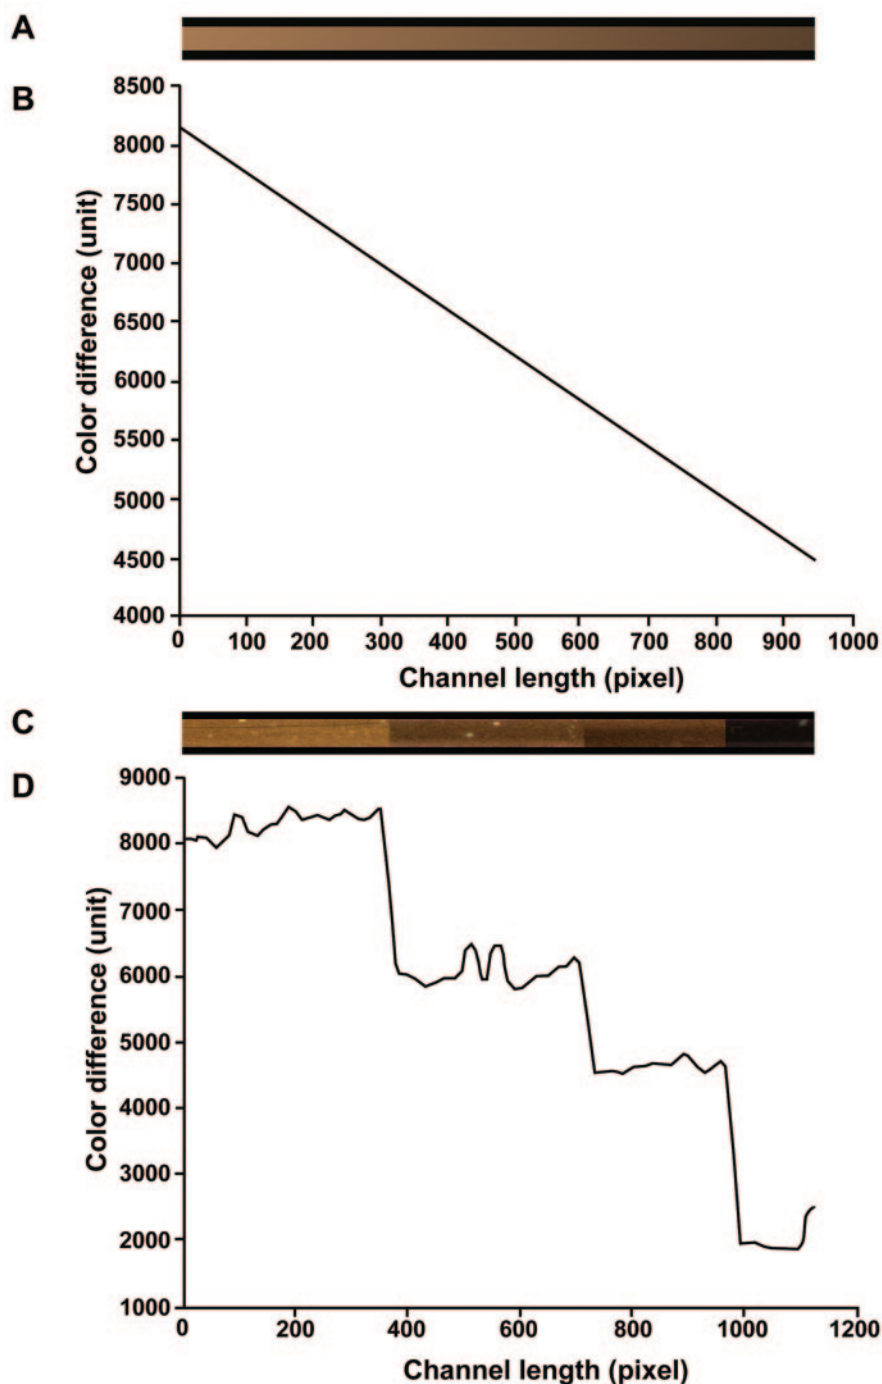 A
B
8500
8000
7500
7000
6500
6000
5500
5000
4500
4000
Color difference (unit)
0 100 200 300 400 500 600 700 800 900 1000
Channel length (pixel)
C
D
9000
8000
7000
6000
5000
4000
3000
2000
1000
Color difference (unit)
0 200 400 600 800 1000 1200
Channel length (pixel)